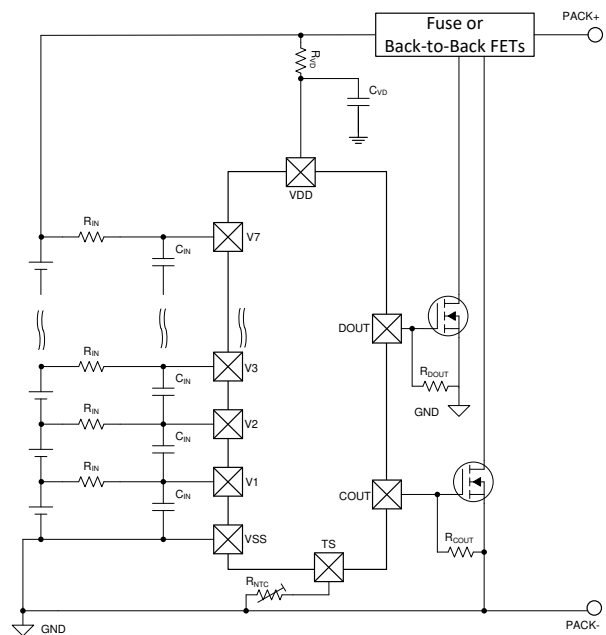 PACK+
Fuse or
Back-to-Back FETs
RVD
CVD
VDD
RIN
V7
CIN
DOUT
RIN
V3
CIN
RDOUT
RIN
V2
GND
CIN
RIN
V1
COUT
CIN
VSS
TS
RCOUT
RNTC
GND
PACK-